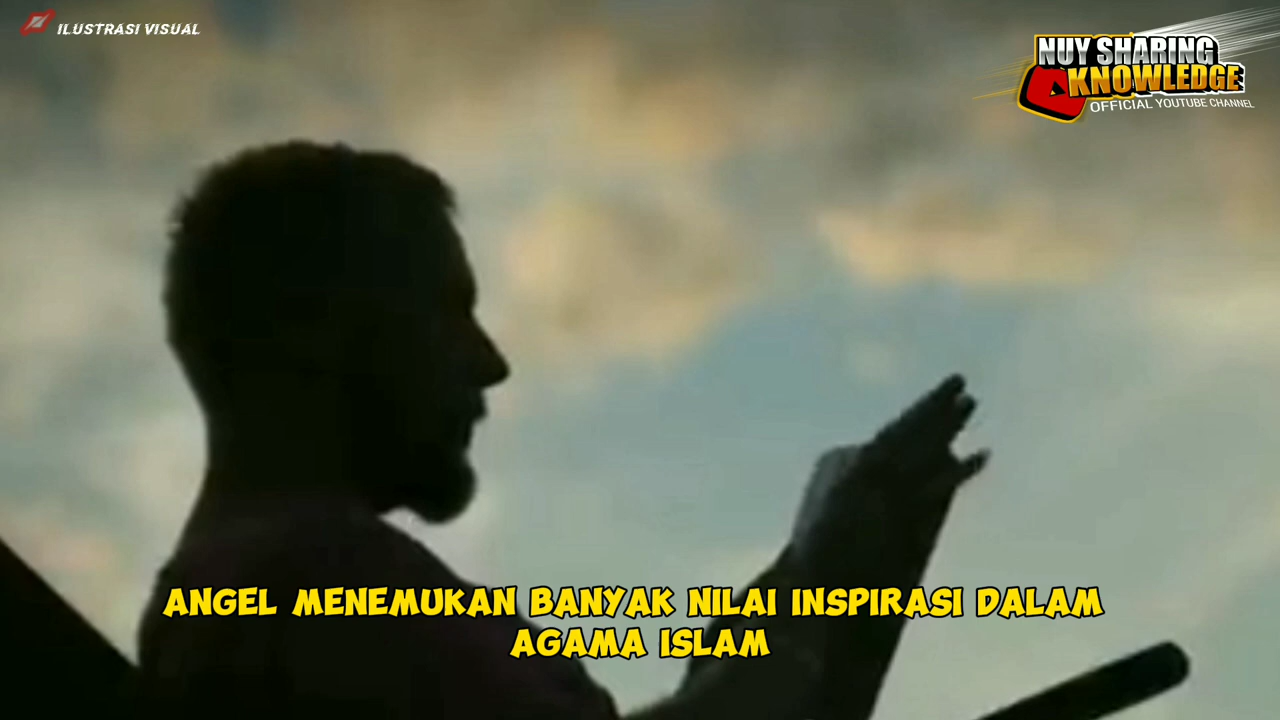 ILUSTRASI VISUAL
NUY SHARING
KNOWLEDGE
OFFICIAL YOUTUBE CHANNEL
ANGEL MENEMUKAN BANYAK NILAI INSPIRASI DALAM
AGAMA ISLAM